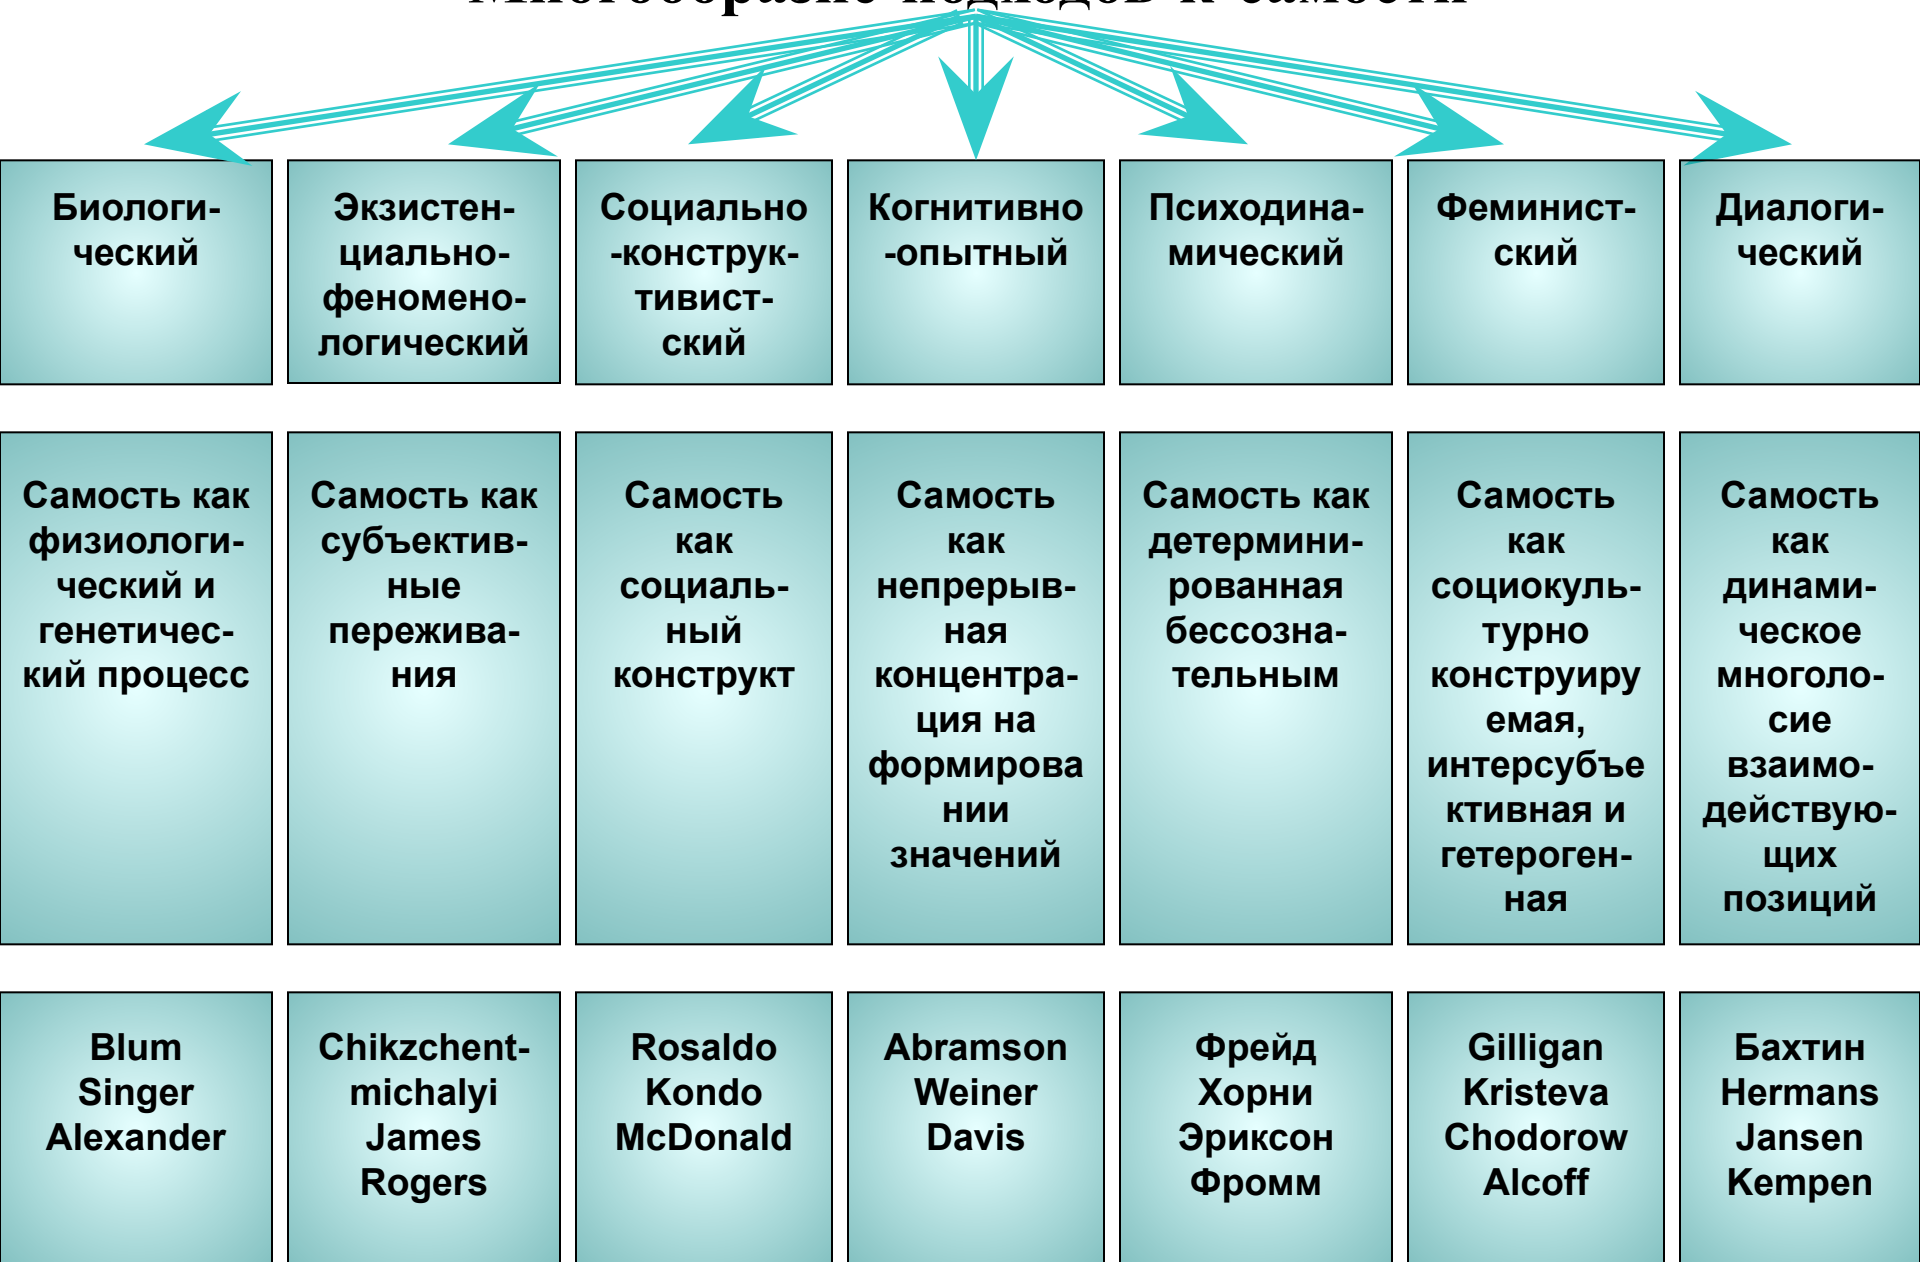 Многообразие подходов к самости
Биологи-
ческий
Экзистен-
циально-
феномено-
логический
Социально
-конструк-
тивист-
ский
Когнитивно
-опытный
Психодина-
мический
Феминист-
ский
Диалоги-
ческий
Самость как
физиологи-
ческий и
генетичес-
кий процесс
Самость как
субъектив-
ные
пережива-
ния
Самость
как
социаль-
ный
конструкт
Самость
как
непрерыв-
ная
концентра-
ция на
формирова
нии
значений
Самость как
детермини-
рованная
бессозна-
тельным
Самость
как
социокуль-
турно
конструиру
емая,
интерсубъе
ктивная и
гетероген-
ная
Самость
как
динами-
ческое
многоло-
сие
взаимо-
действую-
щих
позиций
Blum
Singer
Alexander
Chikzchent-
michalyi
James
Rogers
Rosaldo
Kondo
McDonald
Abramson
Weiner
Davis
Фрейд
Хорни
Эриксон
Фромм
Gilligan
Kristeva
Chodorow
Alcoff
Бахтин
Hermans
Jansen
Kempen